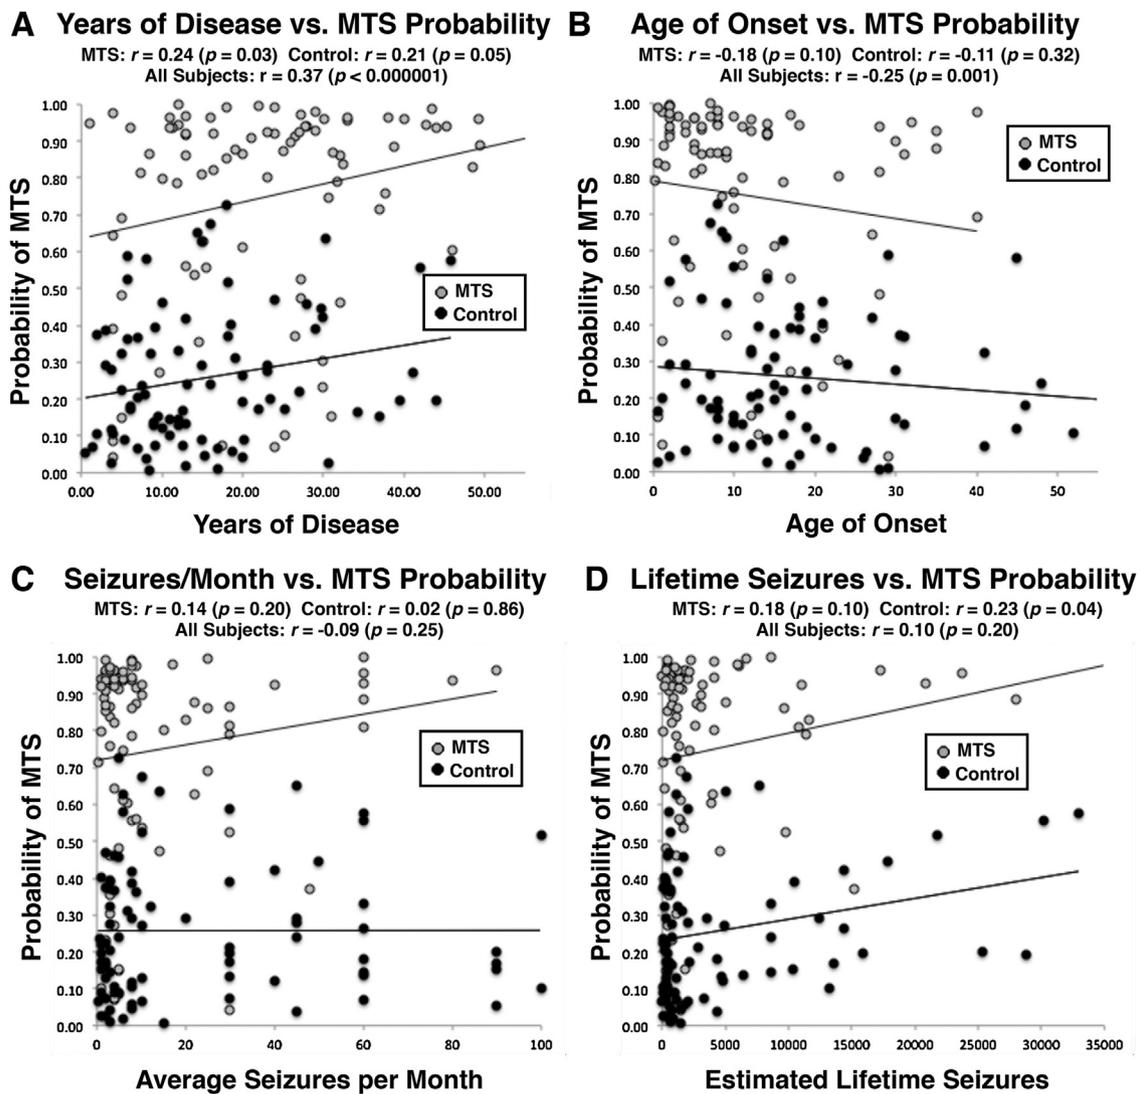 A Years of Disease vs. MTS Probability
MTS: r = 0.24 (p = 0.03) Control: r = 0.21 (p = 0.05)
All Subjects: r = 0.37 (p < 0.000001)
Probability of MTS
1.00
0.90
0.80
0.70
0.60
0.50
0.40
0.30
0.20
0.10
0.00
MTS
Control
0.00 10.00 20.00 30.00 40.00 50.00
Years of Disease
B Age of Onset vs. MTS Probability
MTS: r = -0.18 (p = 0.10) Control: r = -0.11 (p = 0.32)
All Subjects: r = -0.25 (p = 0.001)
Probability of MTS
1.00
0.90
0.80
0.70
0.60
0.50
0.40
0.30
0.20
0.10
0.00
MTS
Control
0 10 20 30 40 50
Age of Onset
C Seizures/Month vs. MTS Probability
MTS: r = 0.14 (p = 0.20) Control: r = 0.02 (p = 0.86)
All Subjects: r = -0.09 (p = 0.25)
Probability of MTS
1.00
0.90
0.80
0.70
0.60
0.50
0.40
0.30
0.20
0.10
0.00
MTS
Control
0 20 40 60 80 100
Average Seizures per Month
D Lifetime Seizures vs. MTS Probability
MTS: r = 0.18 (p = 0.10) Control: r = 0.23 (p = 0.04)
All Subjects: r = 0.10 (p = 0.20)
Probability of MTS
1.00
0.90
0.80
0.70
0.60
0.50
0.40
0.30
0.20
0.10
0.00
MTS
Control
0 5000 10000 15000 20000 25000 30000 35000
Estimated Lifetime Seizures